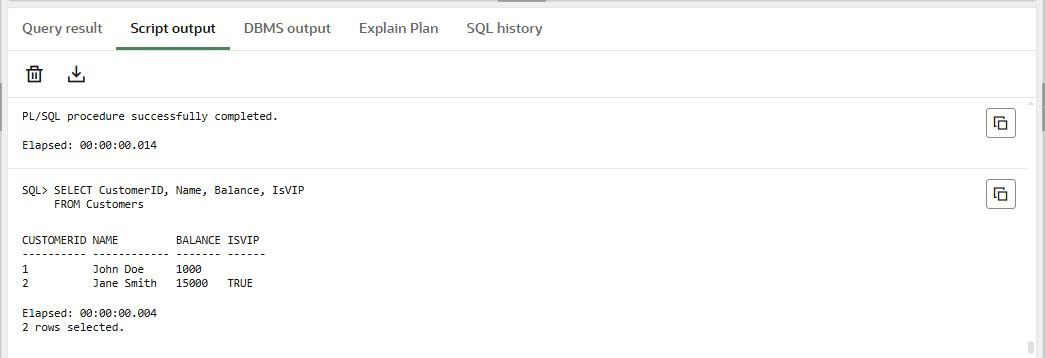 Query result Script output DBMS output Explain Plan SQL history
PL/SQL procedure successfully completed.
Elapsed: 00:00:00.014
SQL> SELECT CustomerID, Name, Balance, IsVIP
FROM Customers
CUSTOMERID NAME BALANCE ISVIP
---------- ------------ ------- ------
1 John Doe 1000
2 Jane Smith 15000 TRUE
Elapsed: 00:00:00.004
2 rows selected.